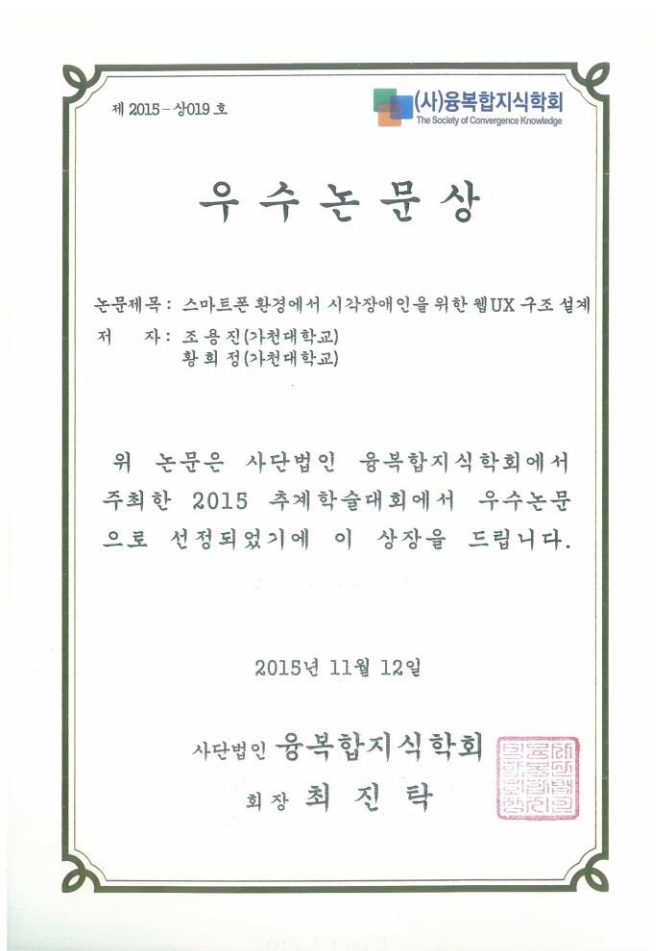 제 2015-상019 호
(사)융복합지식학회
The Society of Convergence Knowledge
우수논문상
논문제목 : 스마트폰 환경에서 시각장애인을 위한 웹UX 구조 설계
저 자 : 조용진(가천대학교)
황희정(가천대학교)
위 논문은 사단법인 융복합지식학회에서
주최한 2015 추계학술대회에서 우수논문
으로 선정되었기에 이 상장을 드립니다.
2015년 11월 12일
사단법인 융복합지식학회
회장 최 진 탁